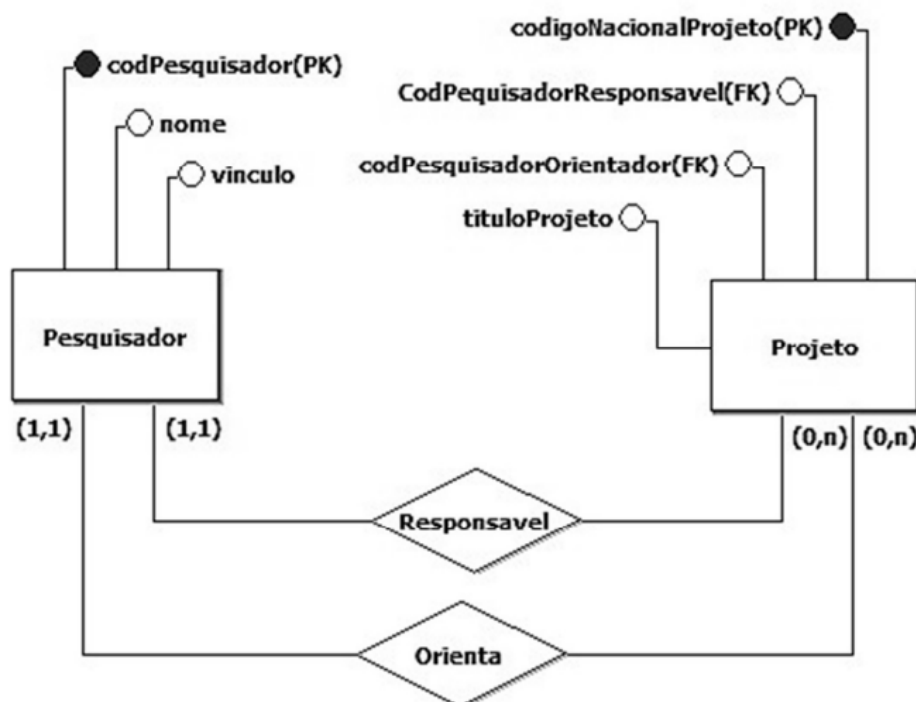 codigoNacionalProjeto(PK)
codPesquisador(PK)
CodPequisadorResponsavel(FK)
nome
codPesquisadorOrientador(FK)
vinculo
tituloProjeto
Pesquisador
Projeto
(1,1) (1,1) (0,n) (0,n)
Responsavel
Orienta